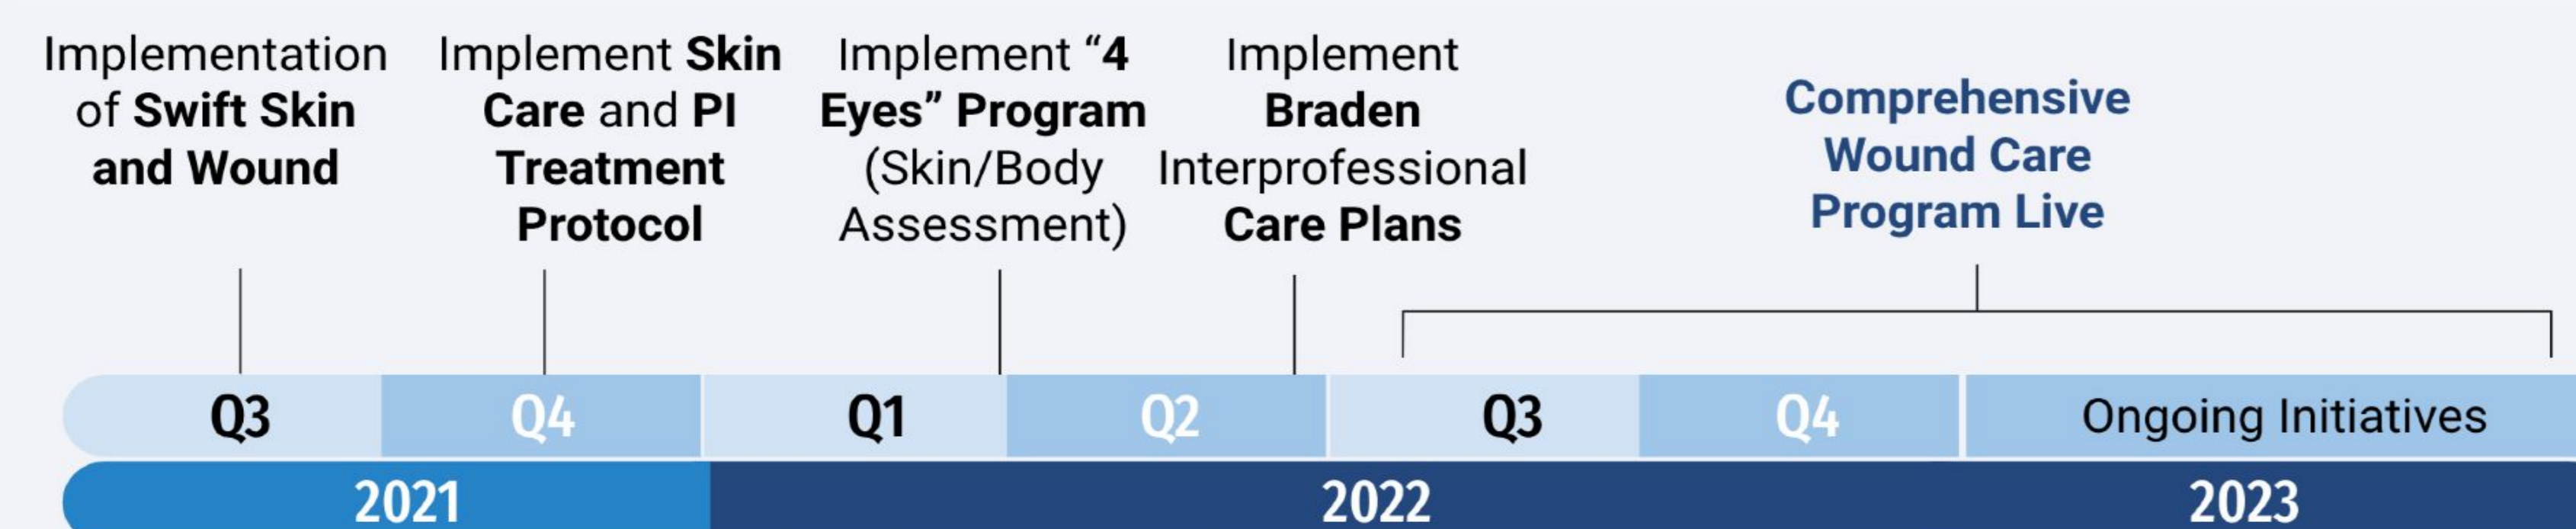 Implementation
of Swift Skin
and Wound
Implement Skin
Care and PI
Treatment
Protocol
Implement “4
Eyes” Program
(Skin/Body
Assessment)
Implement
Braden
Interprofessional
Care Plans
Comprehensive
Wound Care
Program Live
Q3
Q4
Q1
Q2
Q3
Q4
Ongoing Initiatives
2021
2022
2023